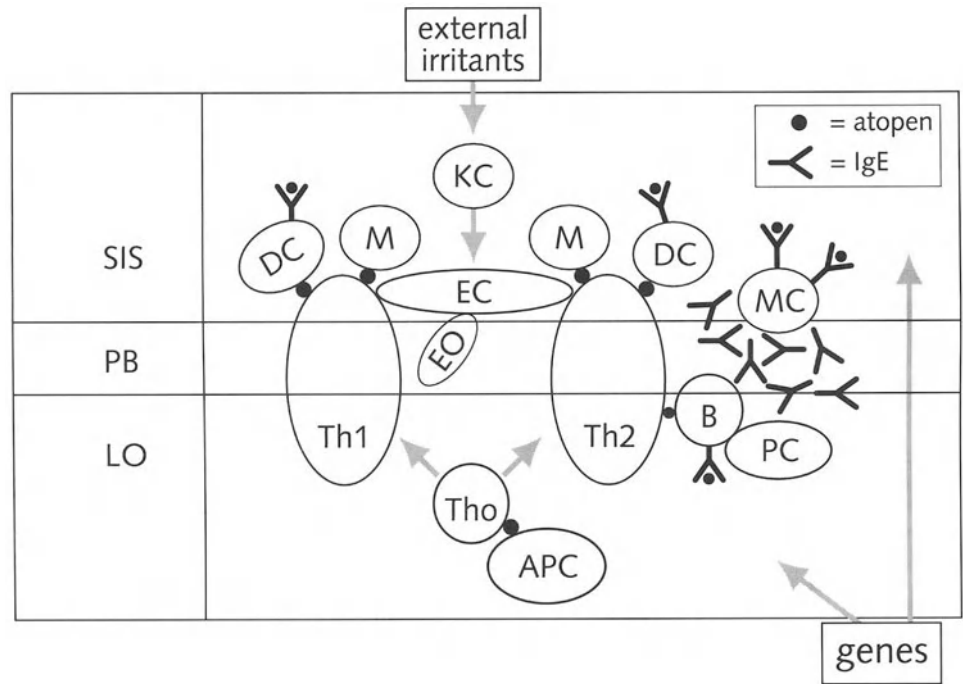 external
irritants
= atopen
= IgE
KC
DC
M
M
DC
SIS
EC
MC
EO
PB
Th1
Th2
B
PC
LO
Tho
APC
genes